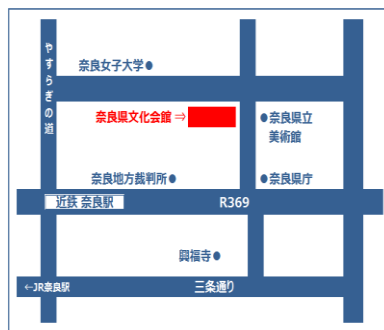 やすらぎの道
奈良女子大学●
奈良県文化会館 ⇒
●奈良県立
美術館
奈良地方裁判所●
●奈良県庁
近鉄 奈良駅
R369
興福寺●
←JR奈良駅
三条通り